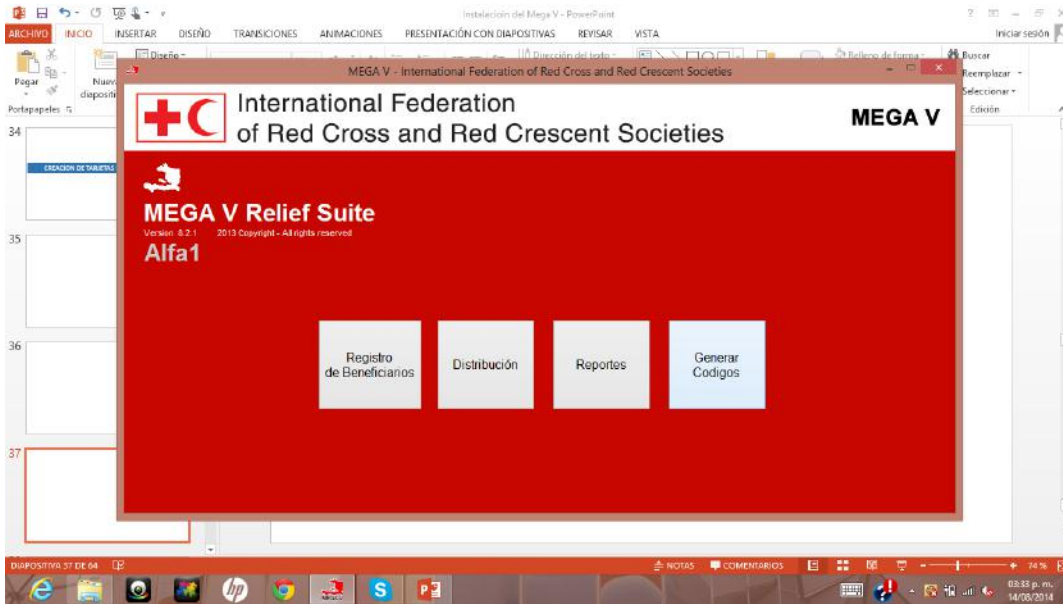 Instalación del Mega V - PowerPoint
ARCHIVO INICIO INSERTAR DISEÑO TRANSICIONES ANIMACIONES PRESENTACIÓN CON DIAPOSITIVAS REVISAR VISTA Iniciar sesión
Pegar
Portapapeles
Diseño
Dirección del texto
Relleno de forma
Buscar
Reemplazar
Seleccionar
Edición
MEGA V - International Federation of Red Cross and Red Crescent Societies
International Federation
of Red Cross and Red Crescent Societies
MEGA V
MEGA V Relief Suite
Version 8.2.1 2013 Copyright - All rights reserved
Alfa1
Registro
de Beneficiarios
Distribución
Reportes
Generar
Codigos
34
CREACION DE TARJETAS
35
36
37
DIAPOSITIVA 37 DE 64
NOTAS COMENTARIOS 74 %
03:33 p. m.
14/08/2014